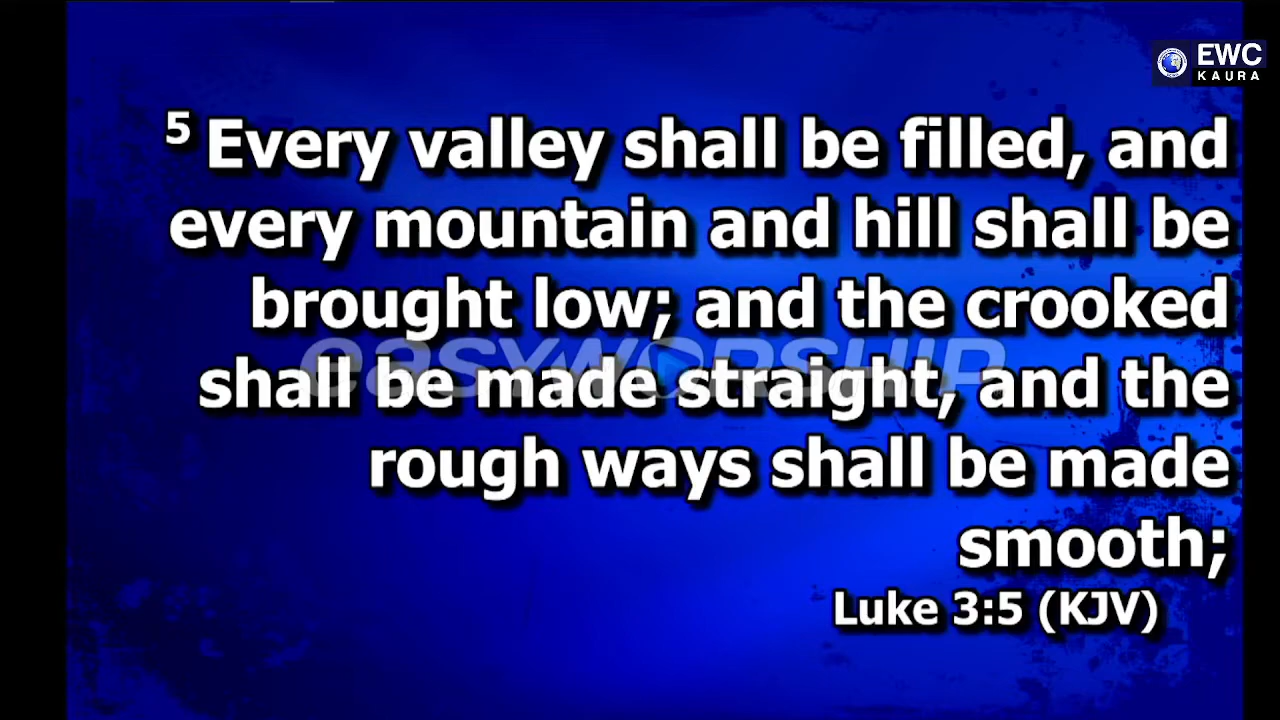 EWC
KAURA
5 Every valley shall be filled, and
every mountain and hill shall be
brought low; and the crooked
shall be made straight, and the
rough ways shall be made
smooth;
easyworship
Luke 3:5 (KJV)